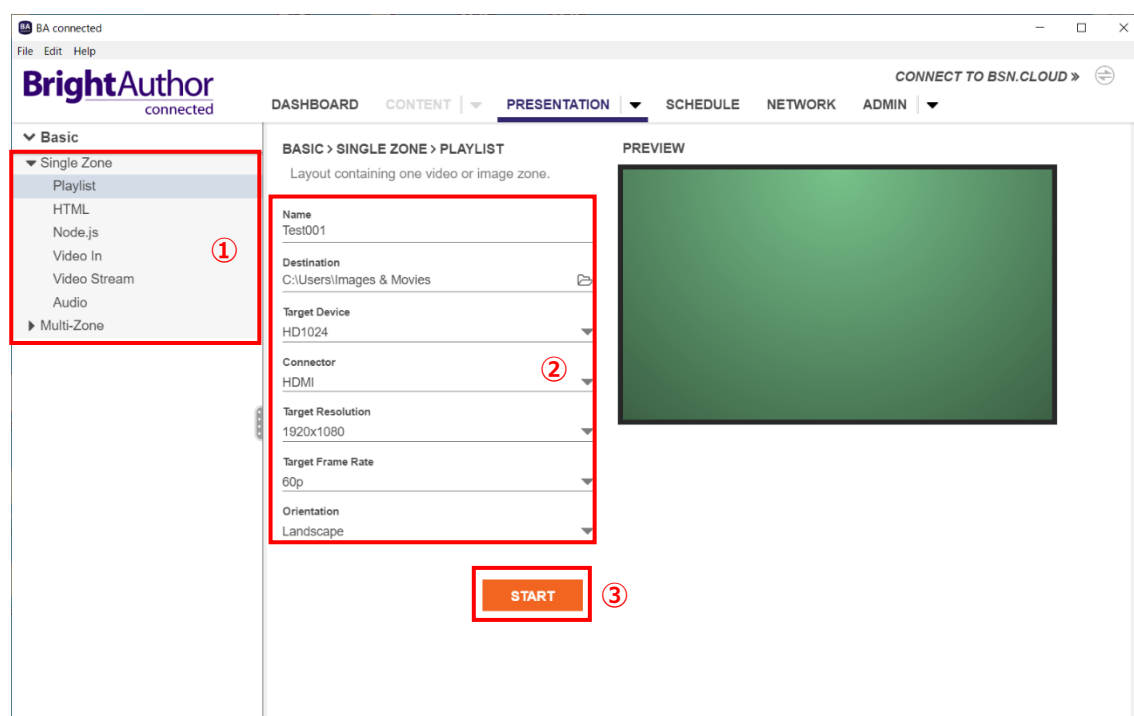 BA connected
File Edit Help
BrightAuthor
connected
CONNECT TO BSN.CLOUD »
DASHBOARD CONTENT PRESENTATION SCHEDULE NETWORK ADMIN
Basic
Single Zone
Playlist
HTML
Node.js
Video In
Video Stream
Audio
Multi-Zone
①
BASIC > SINGLE ZONE > PLAYLIST
Layout containing one video or image zone.
Name
Test001
Destination
C:\Users\Images & Movies
Target Device
HD1024
Connector
HDMI
②
Target Resolution
1920x1080
Target Frame Rate
60p
Orientation
Landscape
START
③
PREVIEW